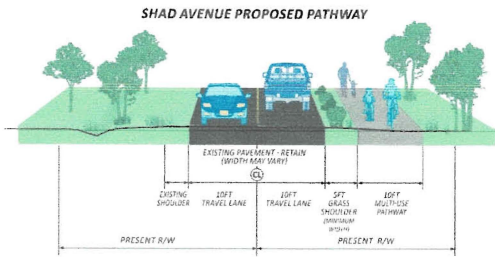 SHAD AVENUE PROPOSED PATHWAY
EXISTING PAVEMENT - RETAIN
(WIDTH MAY VARY)
CL
EXISTING
SHOULDER
10FT
TRAVEL LANE
10FT
TRAVEL LANE
5FT
GRASS
SHOULDER
(MINIMUM
WIDTH)
10FT
MULTI-USE
PATHWAY
PRESENT R/W
PRESENT R/W